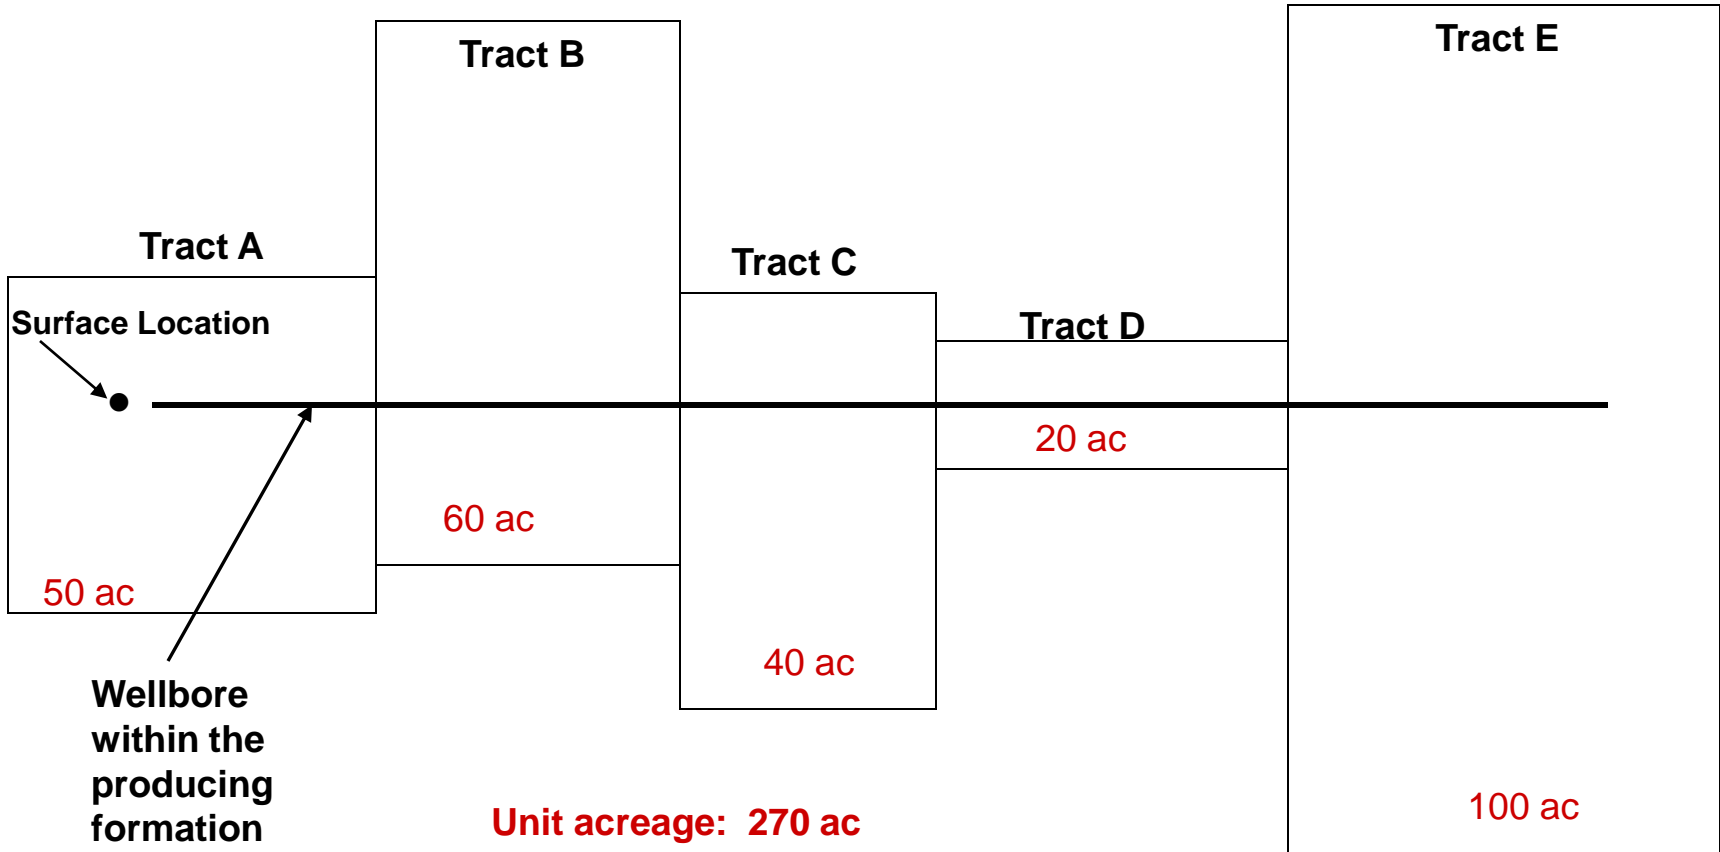 Tract B
Tract E
Tract A
Tract C
Surface Location
Tract D
20 ac
60 ac
50 ac
40 ac
Wellbore
within the
producing
formation
Unit acreage: 270 ac
100 ac